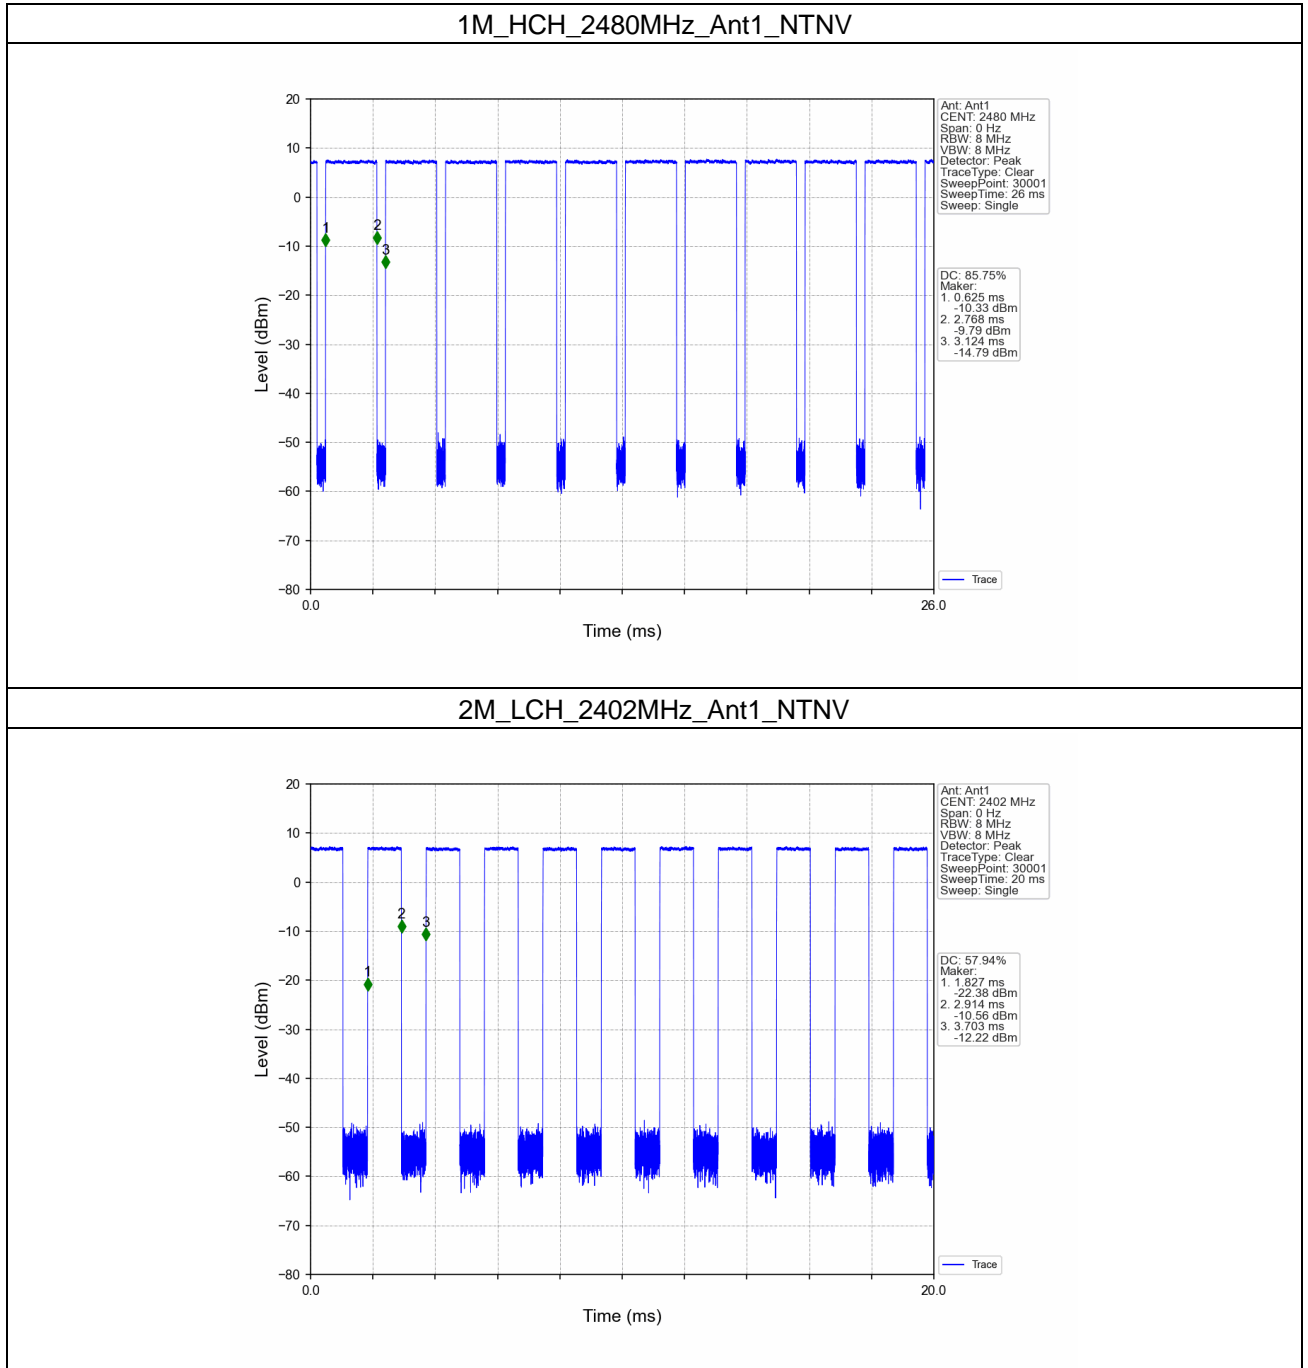 1M_HCH_2480MHz_Ant1_NTNV
20
10
0
−10
−20
−30
−40
−50
−60
−70
−80
Level (dBm)
1
2
3
0.0
26.0
Time (ms)
Ant: Ant1
CENT: 2480 MHz
Span: 0 Hz
RBW: 8 MHz
VBW: 8 MHz
Detector: Peak
TraceType: Clear
SweepPoint: 30001
SweepTime: 26 ms
Sweep: Single
DC: 85.75%
Maker:
1. 0.625 ms
-10.33 dBm
2. 2.768 ms
-9.79 dBm
3. 3.124 ms
-14.79 dBm
Trace
2M_LCH_2402MHz_Ant1_NTNV
20
10
0
−10
−20
−30
−40
−50
−60
−70
−80
Level (dBm)
1
2
3
0.0
20.0
Time (ms)
Ant: Ant1
CENT: 2402 MHz
Span: 0 Hz
RBW: 8 MHz
VBW: 8 MHz
Detector: Peak
TraceType: Clear
SweepPoint: 30001
SweepTime: 20 ms
Sweep: Single
DC: 57.94%
Maker:
1. 1.827 ms
-22.38 dBm
2. 2.914 ms
-10.56 dBm
3. 3.703 ms
-12.22 dBm
Trace